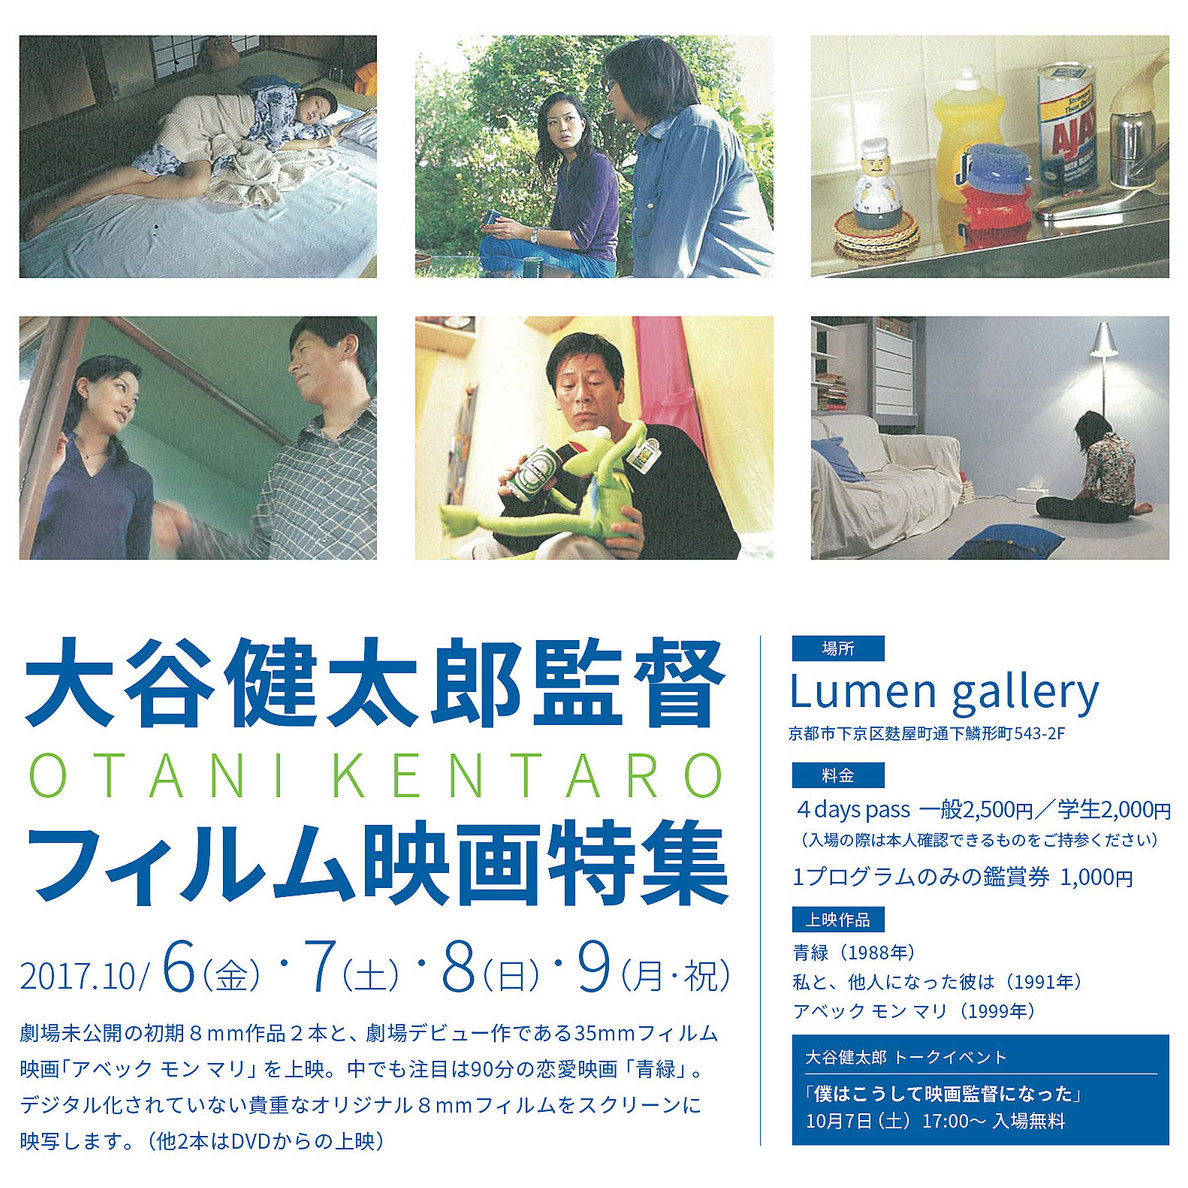 Stronger
Than Dirt
AJAX
WITH BLEACH
大谷健太郎監督
OTANI KENTARO
フィルム映画特集
2017.10/6(金)・7(土)・8(日)・9(月・祝)
劇場未公開の初期8mm作品2本と、劇場デビュー作である35mmフィルム
映画「アベック モン マリ」を上映。中でも注目は90分の恋愛映画「青緑」。
デジタル化されていない貴重なオリジナル8mmフィルムをスクリーンに
映写します。(他2本はDVDからの上映)
場所
Lumen gallery
京都市下京区麩屋町通下鱗形町543-2F
料金
4days pass 一般2,500円／学生2,000円
(入場の際は本人確認できるものをご持参ください)
1プログラムのみの鑑賞券 1,000円
上映作品
青緑(1988年)
私と、他人になった彼は(1991年)
アベック モン マリ(1999年)
大谷健太郎 トークイベント
「僕はこうして映画監督になった」
10月7日(土) 17:00〜 入場無料